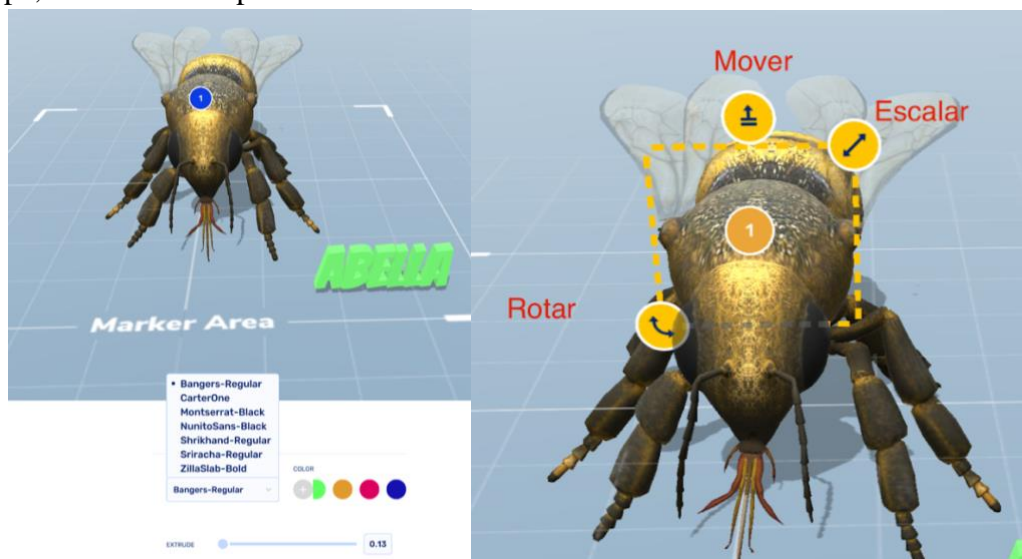 1
ABELLA
Marker Area
Bangers-Regular
CarterOne
Montserrat-Black
NunitoSans-Black
Shrikhand-Regular
Sriracha-Regular
ZillaSlab-Bold
Bangers-Regular
COLOR
EXTRUDE
0.13
Mover
Escalar
1
Rotar